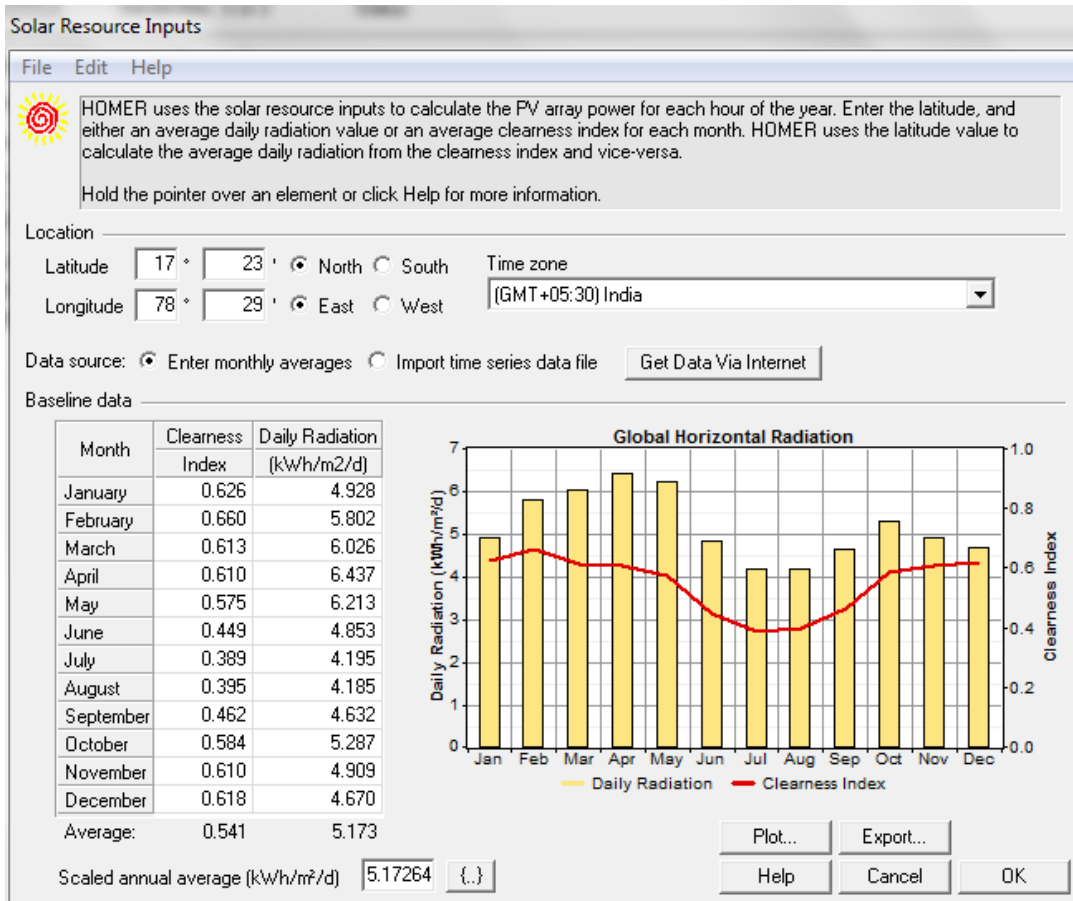 Solar Resource Inputs
File Edit Help
HOMER uses the solar resource inputs to calculate the PV array power for each hour of the year. Enter the latitude, and
either an average daily radiation value or an average clearness index for each month. HOMER uses the latitude value to
calculate the average daily radiation from the clearness index and vice-versa.
Hold the pointer over an element or click Help for more information.
Location
Latitude 17 ° 23 ' North South
Time zone
Longitude 78 ° 29 ' East West
(GMT+05:30) India
Data source: Enter monthly averages Import time series data file Get Data Via Internet
Baseline data
Month Clearness Index Daily Radiation (kWh/m2/d)
January 0.626 4.928
February 0.660 5.802
March 0.613 6.026
April 0.610 6.437
May 0.575 6.213
June 0.449 4.853
July 0.389 4.195
August 0.395 4.185
September 0.462 4.632
October 0.584 5.287
November 0.610 4.909
December 0.618 4.670
Average: 0.541 5.173
Scaled annual average (kWh/m²/d) 5.17264 {..}
Global Horizontal Radiation
Daily Radiation (kWh/m²/d)
7
6
5
4
3
2
1
0
Jan Feb Mar Apr May Jun Jul Aug Sep Oct Nov Dec
1.0
0.8
0.6
0.4
0.2
0.0
Clearness Index
Daily Radiation Clearness Index
Plot... Export...
Help Cancel OK